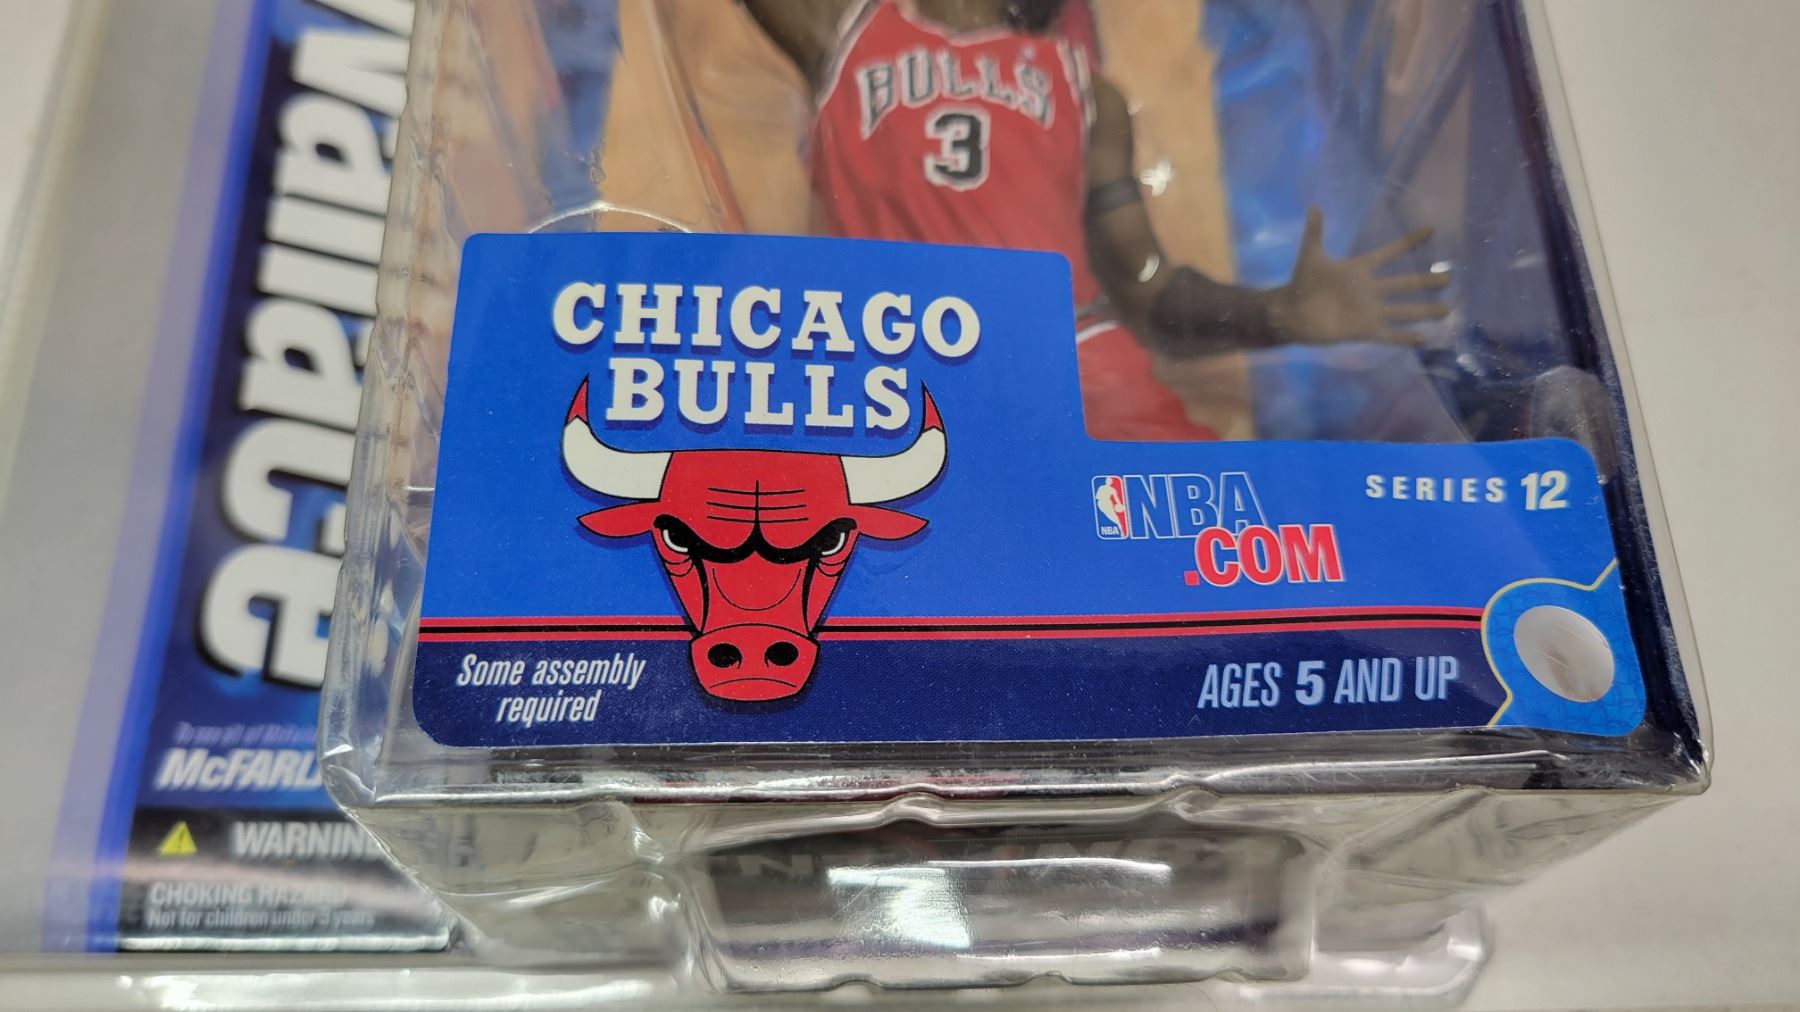 Wallace
BULLS
3
CHICAGO
BULLS
NBA
NBA
.COM
SERIES 12
Some assembly
required
AGES 5 AND UP
McFARL
WARNING
CHOKING HAZARD
Not for children under 3 years